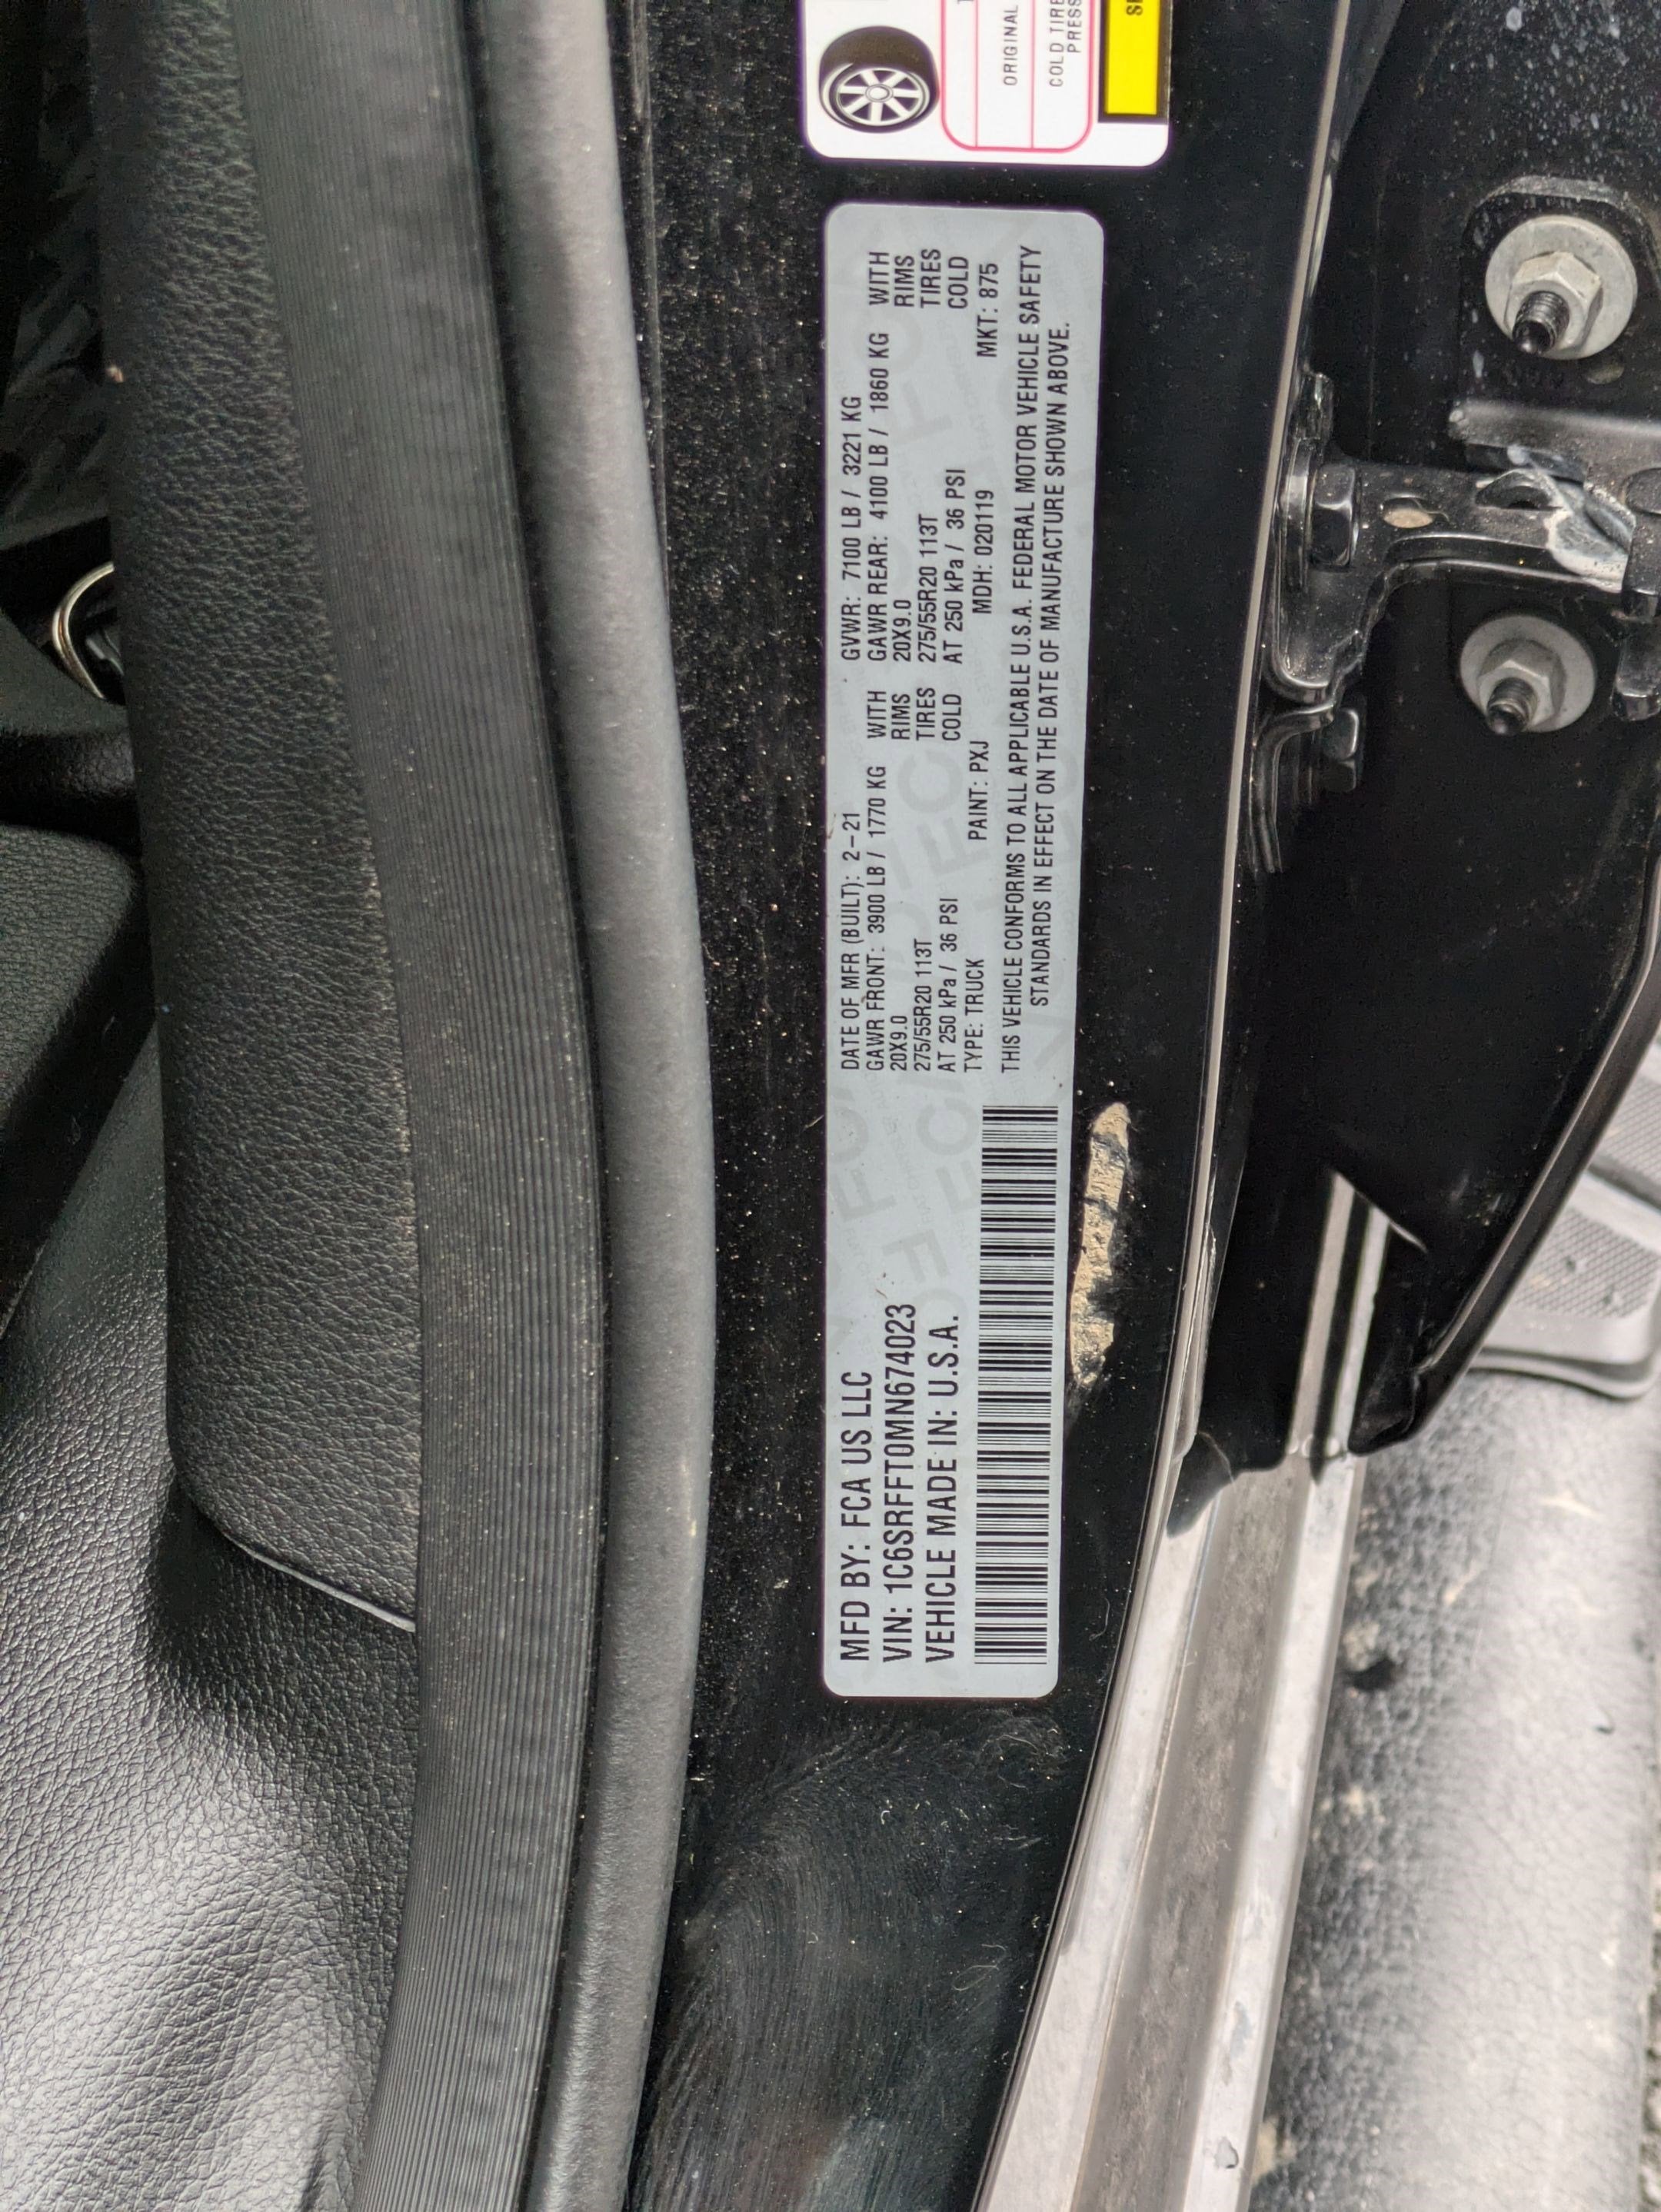 MFD BY: FCA US LLC
VIN: 1C6SRFFT0MN674023
VEHICLE MADE IN: U.S.A.
DATE OF MFR (BUILT): 2-21 GVWR: 7100 LB / 3221 KG
GAWR FRONT: 3900 LB / 1770 KG WITH GAWR REAR: 4100 LB / 1860 KG WITH
20X9.0 RIMS 20X9.0 RIMS
275/55R20 113T TIRES 275/55R20 113T TIRES
AT 250 kPa / 36 PSI COLD AT 250 kPa / 36 PSI COLD
TYPE: TRUCK PAINT: PXJ MDH: 020119 MKT: 875
THIS VEHICLE CONFORMS TO ALL APPLICABLE U.S.A. FEDERAL MOTOR VEHICLE SAFETY
STANDARDS IN EFFECT ON THE DATE OF MANUFACTURE SHOWN ABOVE.
ORIGINAL
COLD TIRE
PRESS